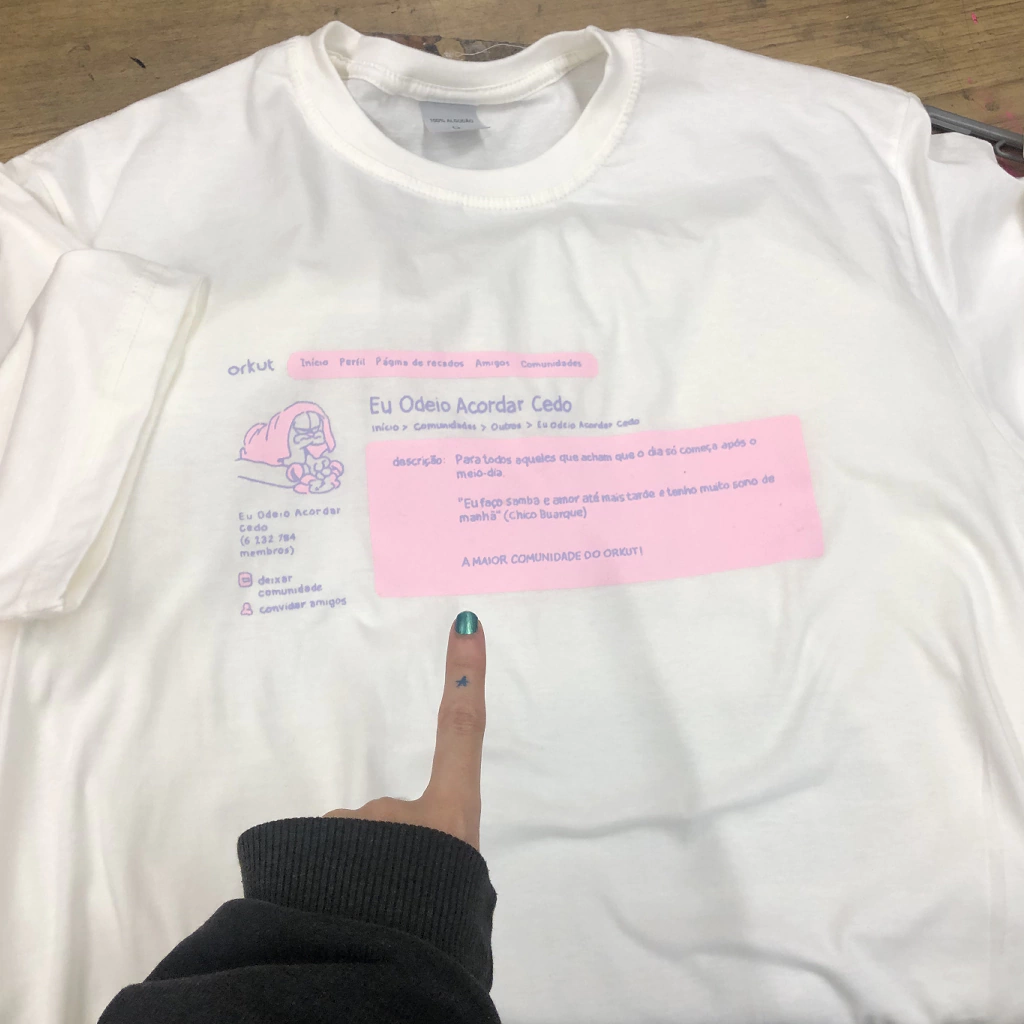 100% ALGODÃO
G
orkut
Início Perfil Página de recados Amigos Comunidades
Eu Odeio Acordar Cedo
Início > Comunidades > Outros > Eu Odeio Acordar Cedo
descrição: Para todos aqueles que acham que o dia só começa após o
meio-dia.
"Eu faço samba e amor até mais tarde e tenho muito sono de
manhã" (Chico Buarque)
A MAIOR COMUNIDADE DO ORKUT!
Eu Odeio Acordar
Cedo
(6 132 784
membros)
deixar
comunidade
convidar amigos